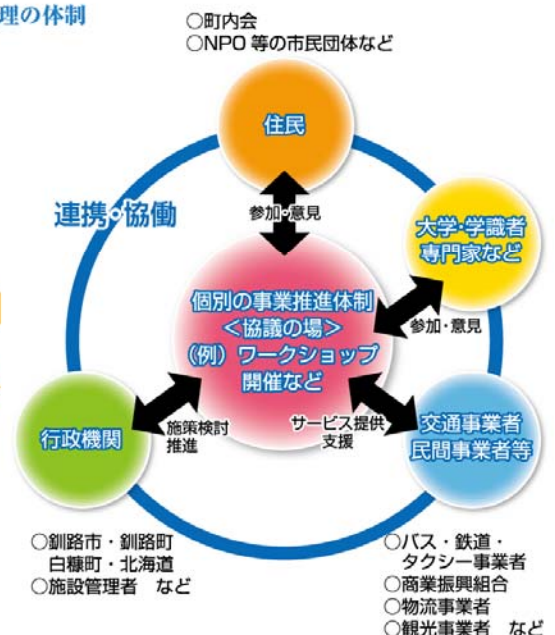 理の体制
○町内会
○NPO 等の市民団体など
住民
連携・協働
参加・意見
大学・学識者
専門家など
個別の事業推進体制
<協議の場>
(例)ワークショップ
開催など
参加・意見
行政機関
施策検討
推進
サービス提供
支援
交通事業者
民間事業者等
○釧路市・釧路町
白糠町・北海道
○施設管理者 など
○バス・鉄道・
タクシー事業者
○商業振興組合
○物流事業者
○観光事業者 など